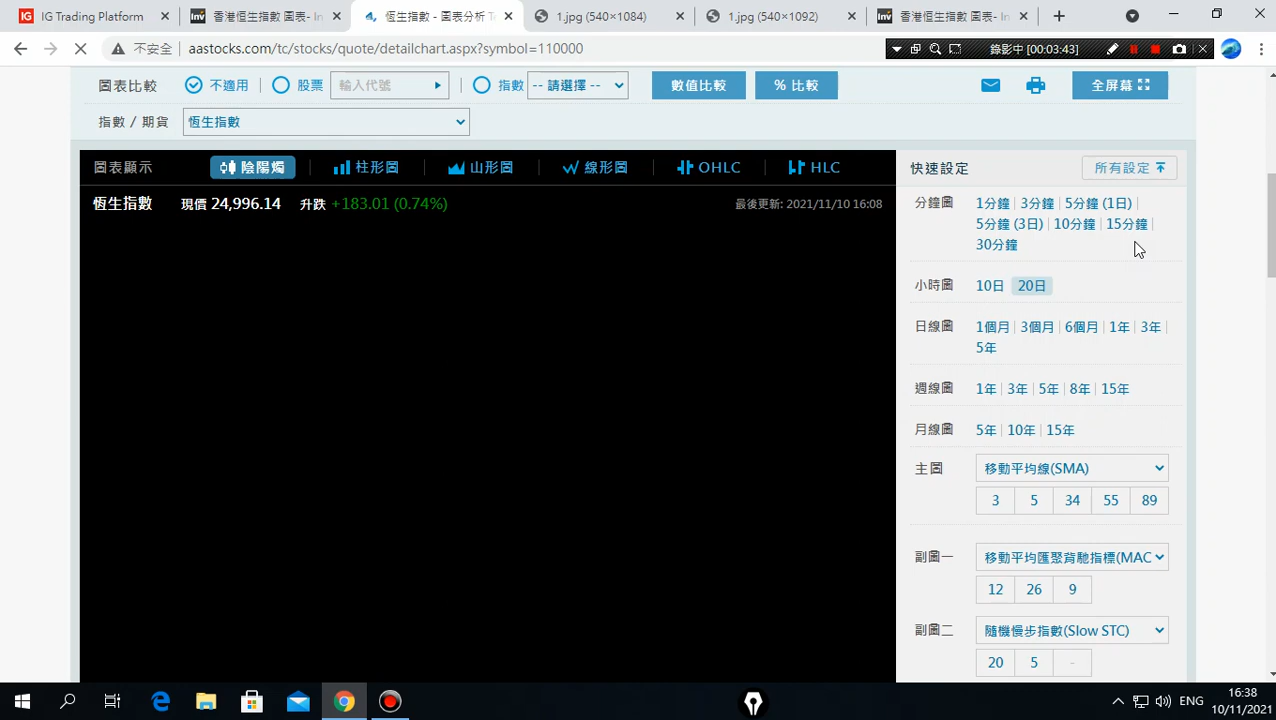 IG Trading Platform
香港恒生指數 圖表- In
恆生指數 - 圖表分析 T
1.jpg (540×1084)
1.jpg (540×1092)
香港恒生指數 圖表- In
不安全
aastocks.com/tc/stocks/quote/detailchart.aspx?symbol=110000
錄影中 [00:03:43]
圖表比較 不適用 股票 輸入代號 指數 -- 請選擇 -- 數值比較 % 比較 全屏幕
指數 / 期貨 恆生指數
圖表顯示 陰陽燭 柱形圖 山形圖 線形圖 OHLC HLC
快速設定 所有設定
恆生指數 現價 24,996.14 升跌 +183.01 (0.74%) 最後更新: 2021/11/10 16:08
分鐘圖 1分鐘 3分鐘 5分鐘 (1日)
5分鐘 (3日) 10分鐘 15分鐘
30分鐘
小時圖 10日 20日
日線圖 1個月 3個月 6個月 1年 3年
5年
週線圖 1年 3年 5年 8年 15年
月線圖 5年 10年 15年
主圖 移動平均線(SMA)
3 5 34 55 89
副圖一 移動平均匯聚背馳指標(MAC
12 26 9
副圖二 隨機慢步指數(Slow STC)
20 5 -
ENG
16:38
10/11/2021